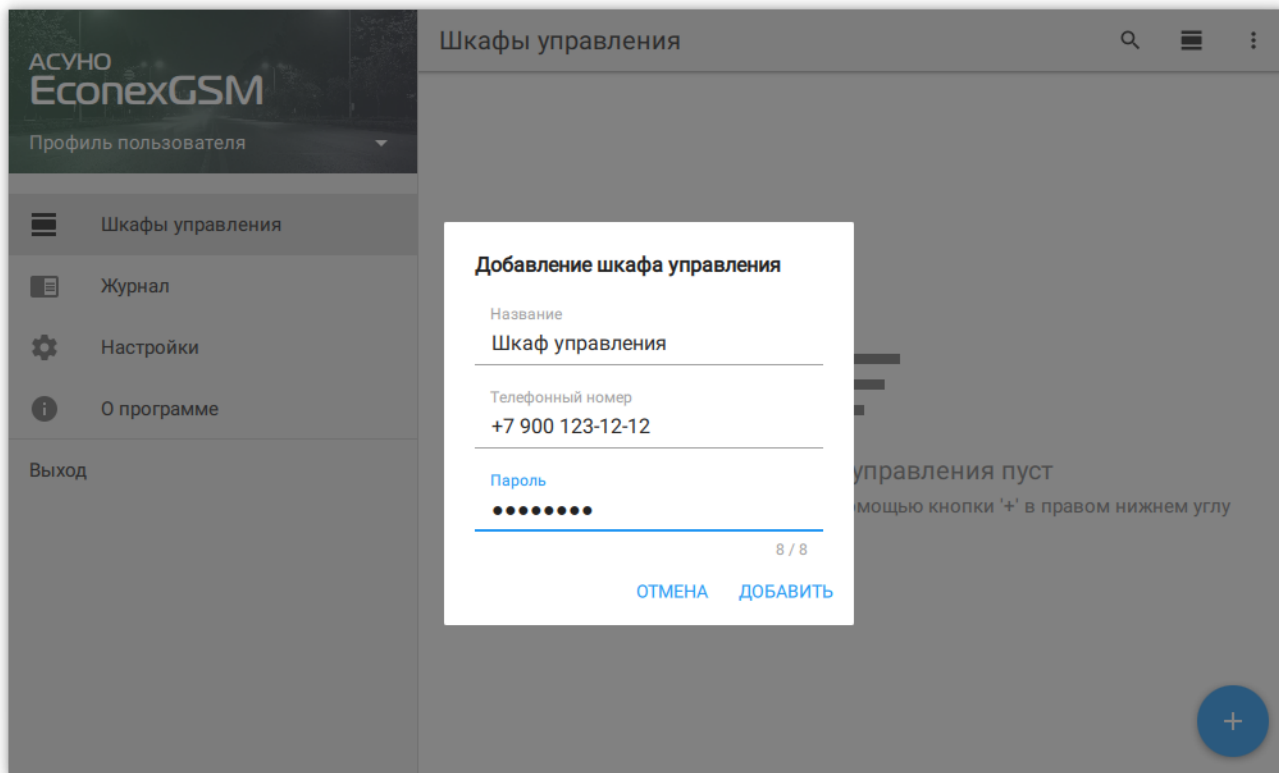 АСУНО
EconexGSM
Профиль пользователя
Шкафы управления
Журнал
Настройки
О программе
Выход
Шкафы управления
Добавление шкафа управления
Название
Шкаф управления
Телефонный номер
+7 900 123-12-12
Пароль
••••••••
8 / 8
ОТМЕНА ДОБАВИТЬ
управления пуст
кнопки '+' в правом нижнем углу
+